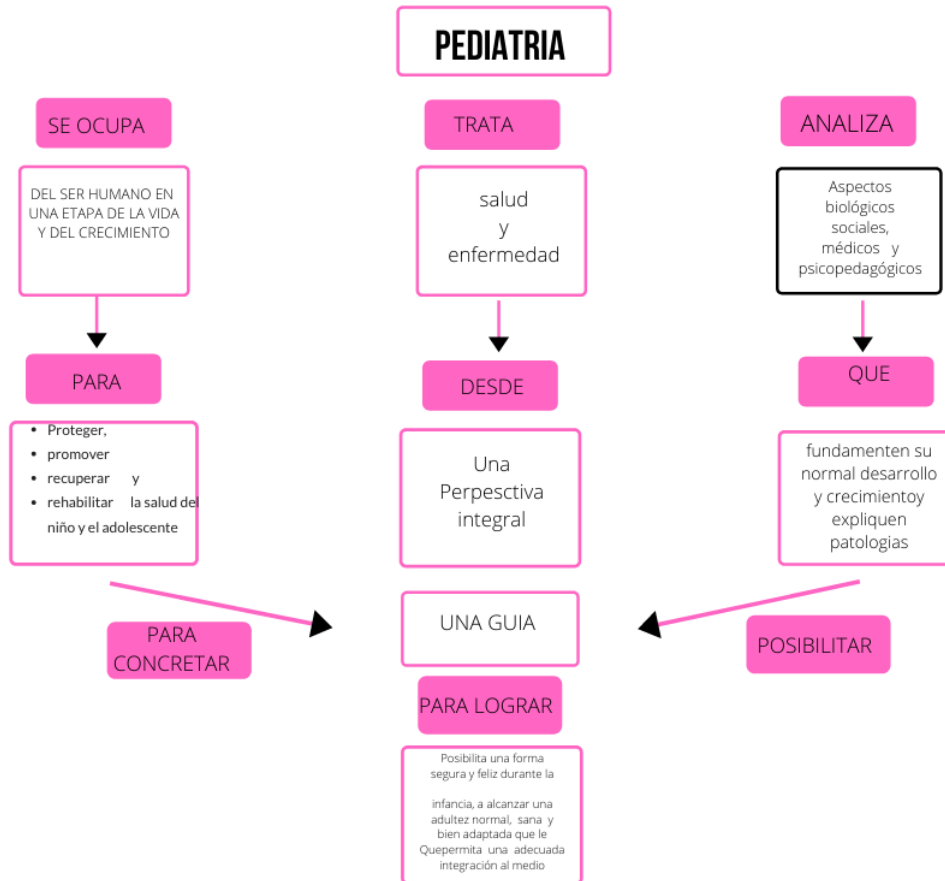 PEDIATRIA
SE OCUPA
DEL SER HUMANO EN
UNA ETAPA DE LA VIDA
Y DEL CRECIMIENTO
PARA
• Proteger,
• promover
• recuperar y
• rehabilitar la salud del
niño y el adolescente
PARA
CONCRETAR
TRATA
salud
y
enfermedad
DESDE
Una
Perpesctiva
integral
ANALIZA
Aspectos
biológicos
sociales,
médicos y
psicopedagógicos
QUE
fundamenten su
normal desarrollo
y crecimientoy
expliquen
patologias
POSIBILITAR
UNA GUIA
PARA LOGRAR
Posibilita una forma
segura y feliz durante la
infancia, a alcanzar una
adultez normal, sana y
bien adaptada que le
Quepermita una adecuada
integración al medio